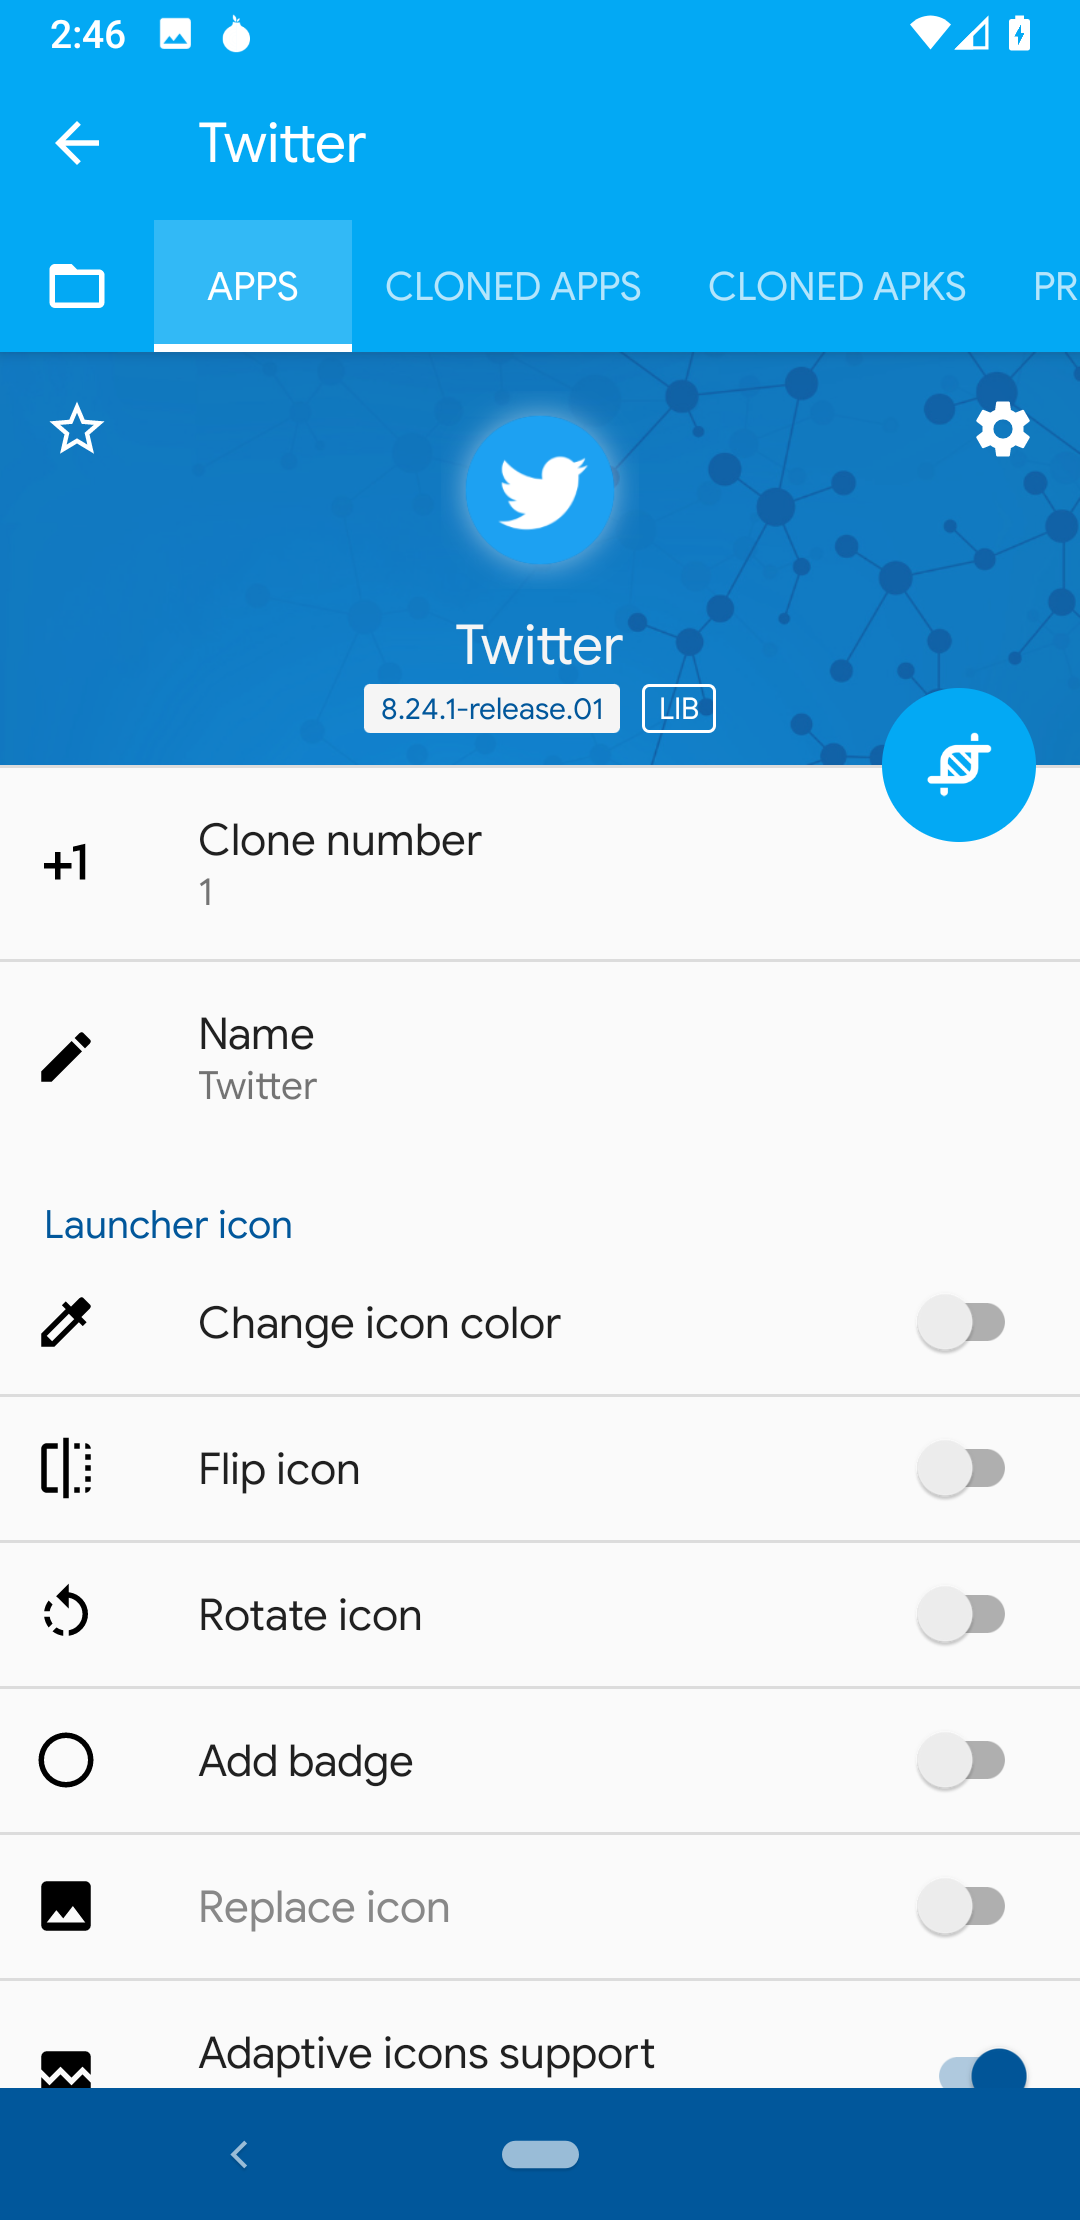 2:46
Twitter
APPS
CLONED APPS
CLONED APKS
PR
Twitter
8.24.1-release.01
LIB
+1
Clone number
1
Name
Twitter
Launcher icon
Change icon color
Flip icon
Rotate icon
Add badge
Replace icon
Adaptive icons support